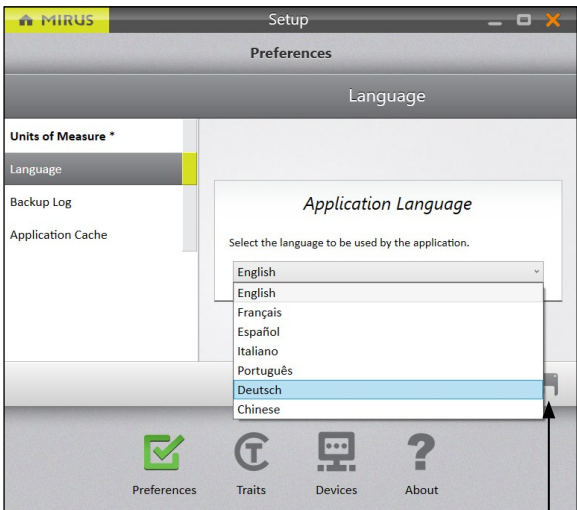 MIRUS Setup
Preferences
Language
Units of Measure *
Language
Backup Log
Application Cache
Application Language
Select the language to be used by the application.
English
English
Français
Español
Italiano
Português
Deutsch
Chinese
Preferences Traits Devices About